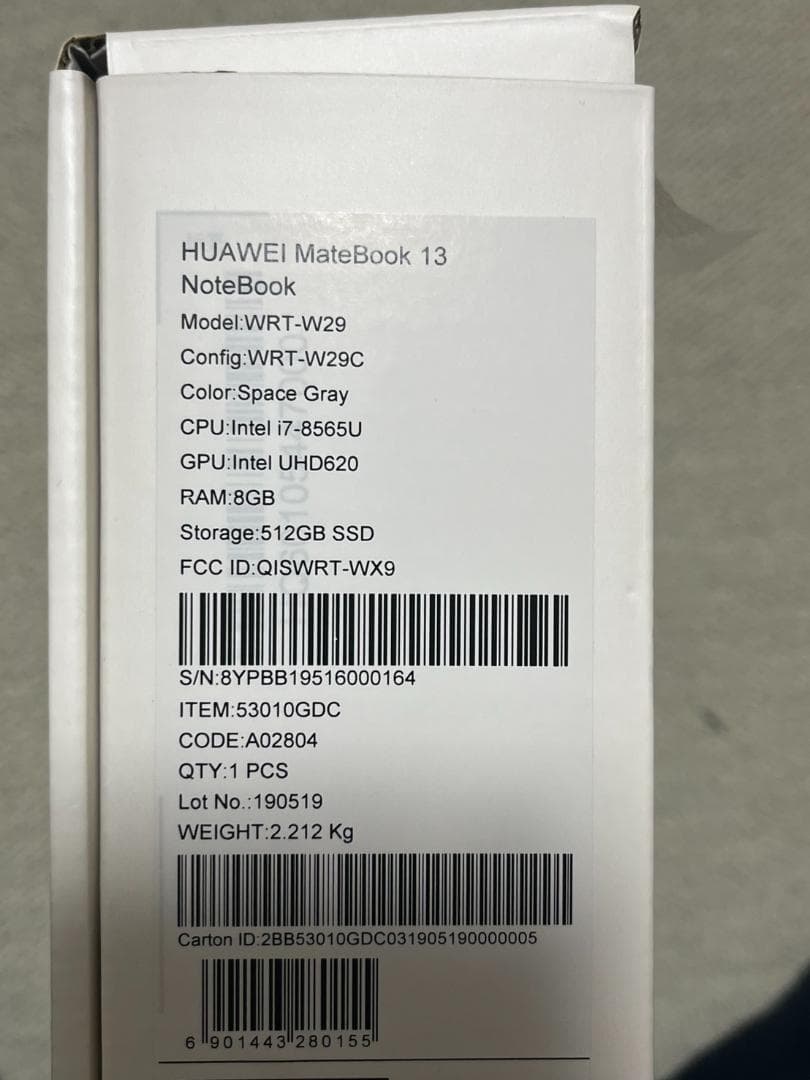 HUAWEI MateBook 13
NoteBook
Model:WRT-W29
Config:WRT-W29C
Color:Space Gray
CPU:Intel i7-8565U
GPU:Intel UHD620
RAM:8GB
Storage:512GB SSD
FCC ID:QISWRT-WX9
S/N:8YPBB19516000164
ITEM:53010GDC
CODE:A02804
QTY:1 PCS
Lot No.:190519
WEIGHT:2.212 Kg
Carton ID:2BB53010GDC031905190000005
6 901443 280155